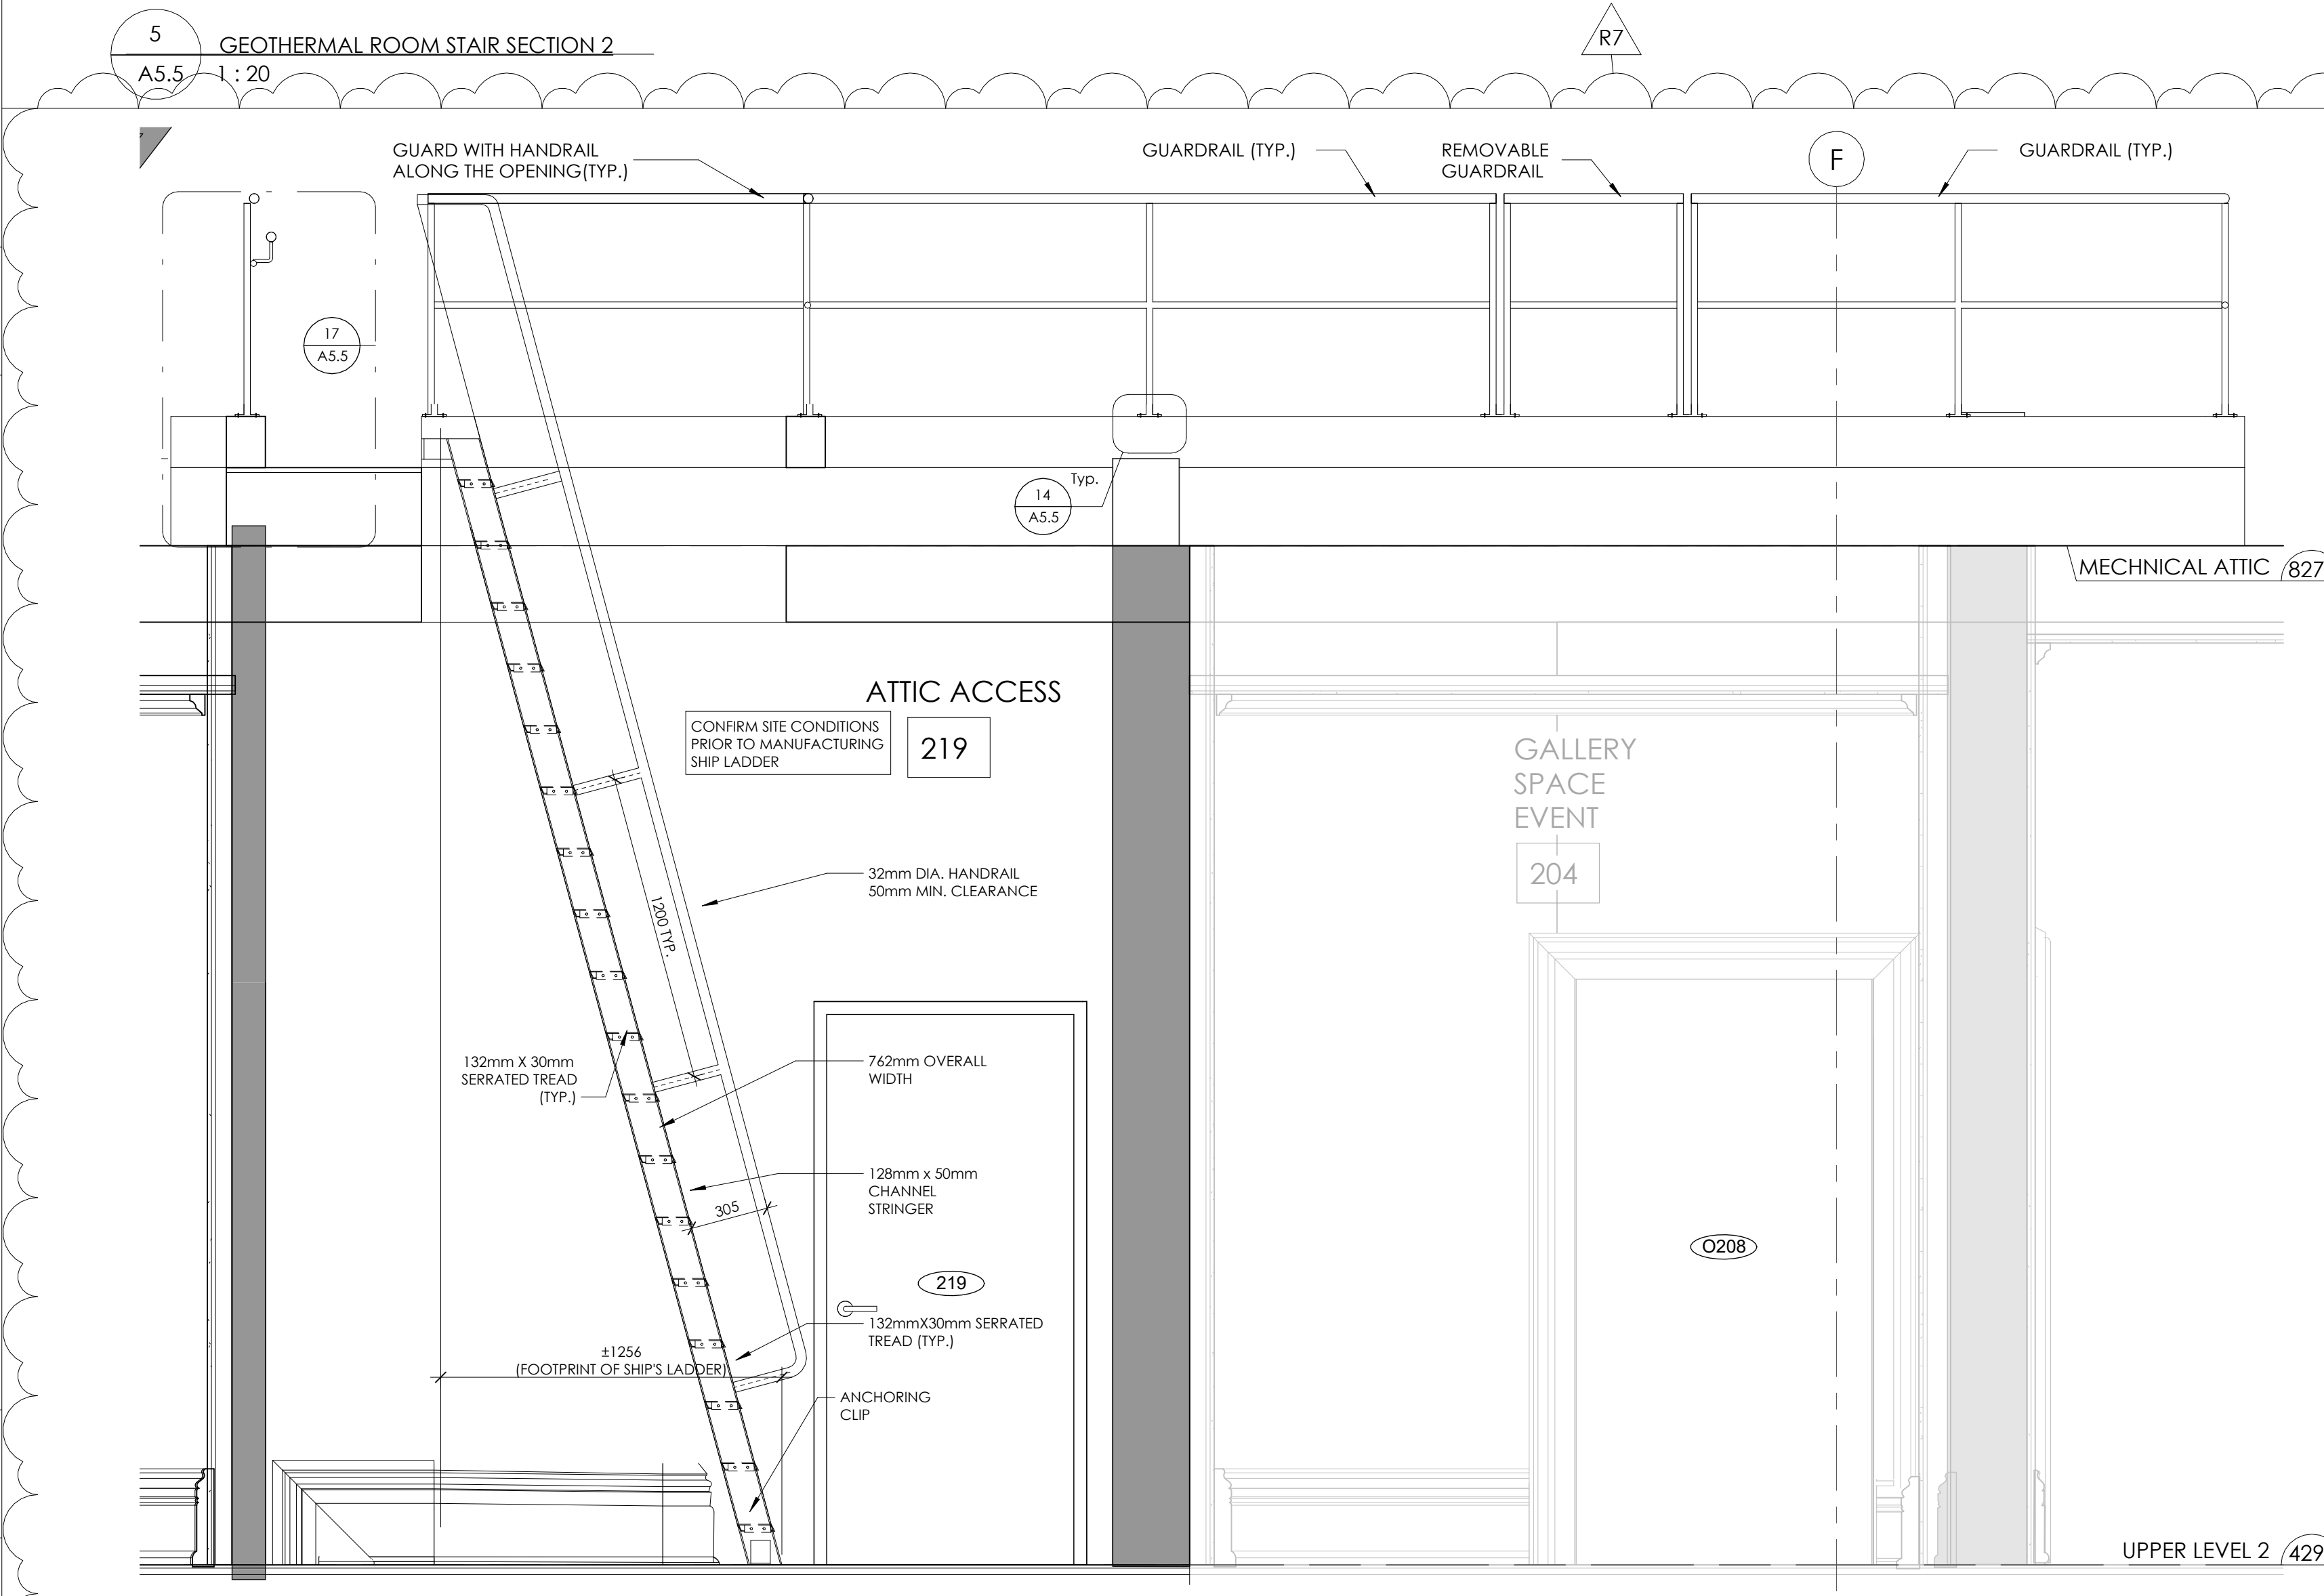 5
GEOTHERMAL ROOM STAIR SECTION 2
A5.5
1 : 20
R7
GUARD WITH HANDRAIL
ALONG THE OPENING(TYP.)
GUARDRAIL (TYP.)
REMOVABLE
GUARDRAIL
F
GUARDRAIL (TYP.)
17
A5.5
Typ.
14
A5.5
MECHNICAL ATTIC
827
ATTIC ACCESS
CONFIRM SITE CONDITIONS
PRIOR TO MANUFACTURING
SHIP LADDER
219
GALLERY
SPACE
EVENT
204
32mm DIA. HANDRAIL
50mm MIN. CLEARANCE
1200 TYP.
132mm X 30mm
SERRATED TREAD
(TYP.)
762mm OVERALL
WIDTH
128mm x 50mm
CHANNEL
STRINGER
305
O208
219
132mmX30mm SERRATED
TREAD (TYP.)
±1256
(FOOTPRINT OF SHIP'S LADDER)
ANCHORING
CLIP
UPPER LEVEL 2
429